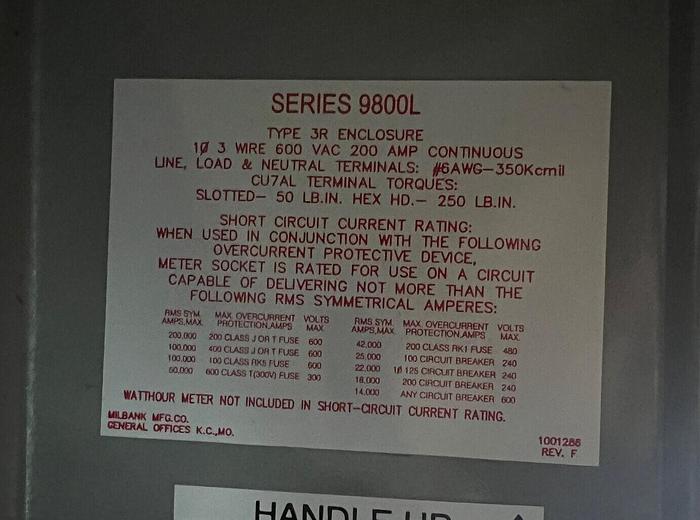 SERIES 9800L
TYPE 3R ENCLOSURE
1Ø 3 WIRE 600 VAC 200 AMP CONTINUOUS
LINE, LOAD & NEUTRAL TERMINALS: #6AWG-350Kcmil
CU7AL TERMINAL TORQUES:
SLOTTED- 50 LB.IN. HEX HD.- 250 LB.IN.
SHORT CIRCUIT CURRENT RATING:
WHEN USED IN CONJUNCTION WITH THE FOLLOWING
OVERCURRENT PROTECTIVE DEVICE,
METER SOCKET IS RATED FOR USE ON A CIRCUIT
CAPABLE OF DELIVERING NOT MORE THAN THE
FOLLOWING RMS SYMMETRICAL AMPERES:
RMS SYM. MAX. OVERCURRENT VOLTS RMS SYM. MAX. OVERCURRENT VOLTS
AMPS,MAX. PROTECTION,AMPS MAX. AMPS,MAX. PROTECTION,AMPS MAX.
200,000 200 CLASS J OR T FUSE 600 42,000 200 CLASS RK1 FUSE 480
100,000 400 CLASS J OR T FUSE 600 25,000 100 CIRCUIT BREAKER 240
100,000 100 CLASS RK5 FUSE 600 22,000 1Ø 125 CIRCUIT BREAKER 240
50,000 600 CLASS T(300V) FUSE 300 18,000 200 CIRCUIT BREAKER 240
14,000 ANY CIRCUIT BREAKER 600
WATTHOUR METER NOT INCLUDED IN SHORT-CIRCUIT CURRENT RATING.
MILBANK MFG.CO.
GENERAL OFFICES K.C.,MO.
1001286
REV. F
HANDLE UP